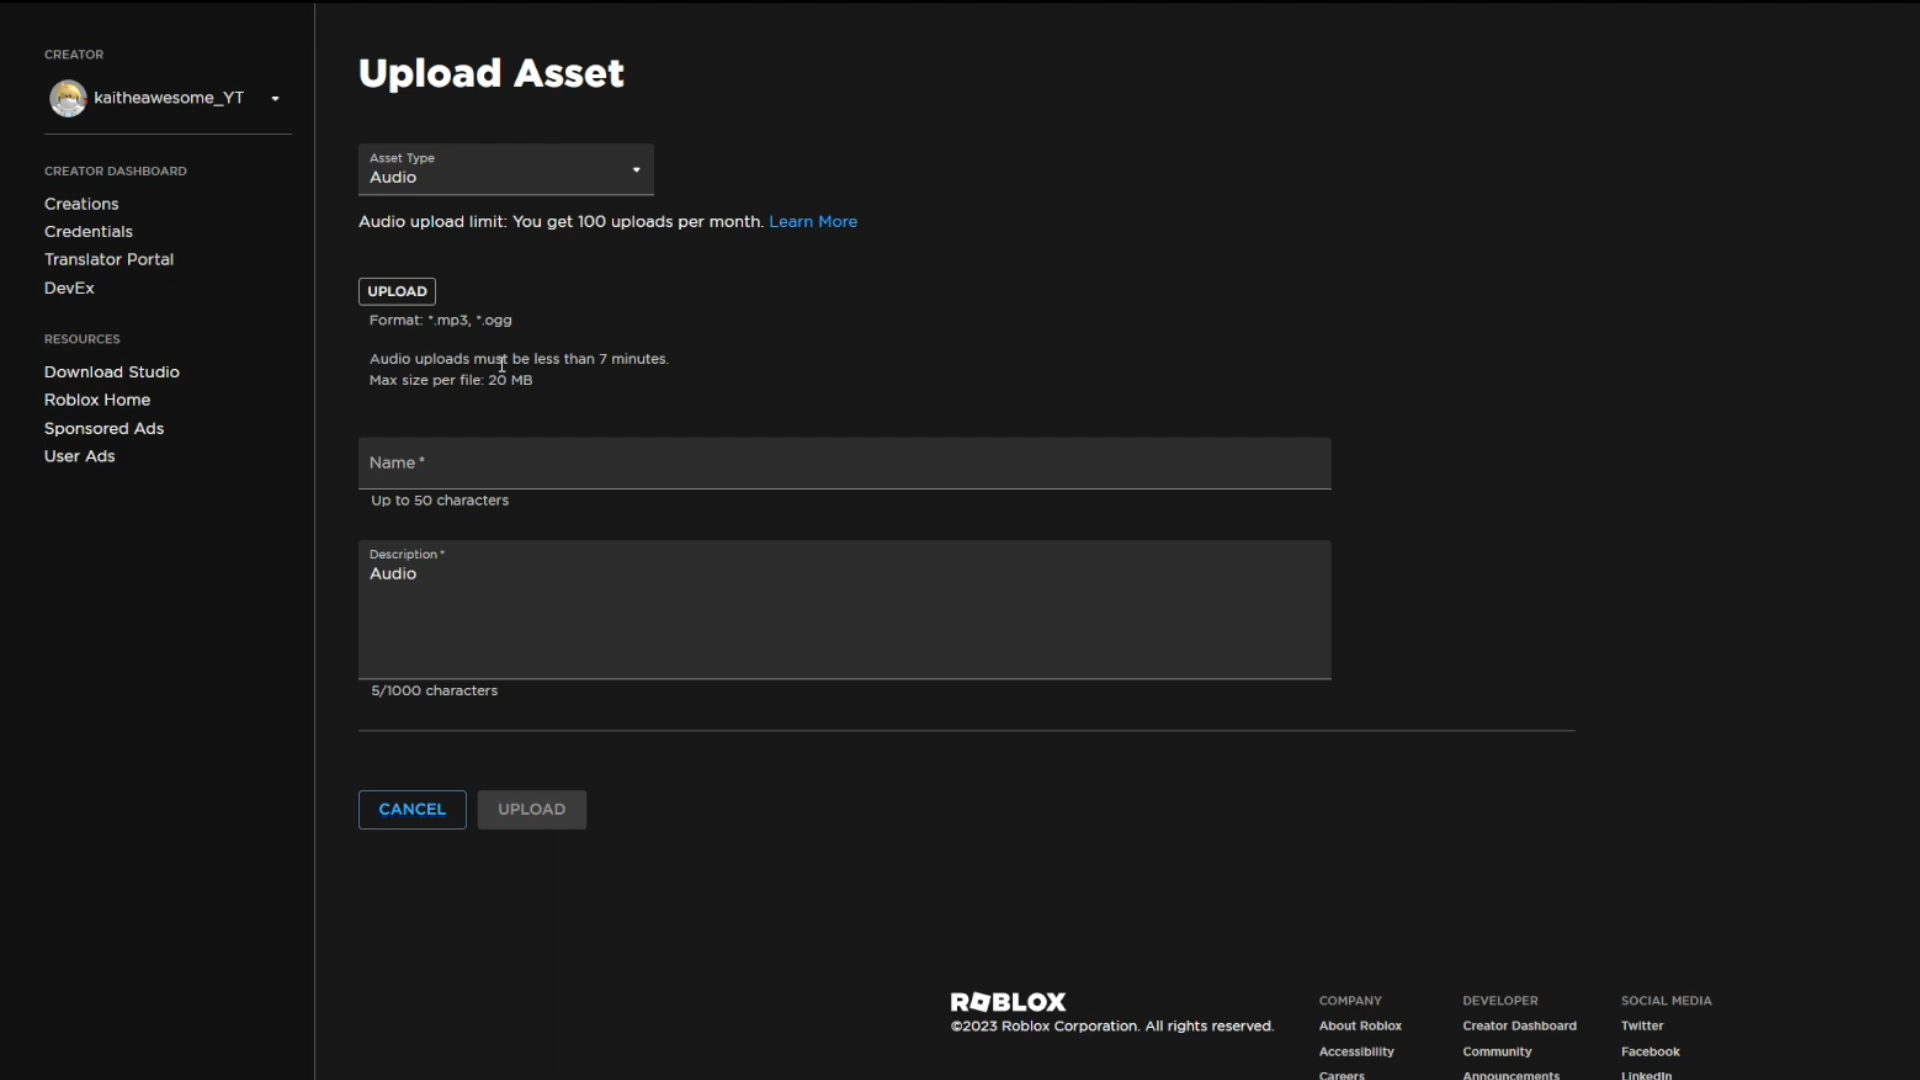 CREATOR
kaitheawesome_YT
CREATOR DASHBOARD
Creations
Credentials
Translator Portal
DevEx
RESOURCES
Download Studio
Roblox Home
Sponsored Ads
User Ads
Upload Asset
Asset Type
Audio
Audio upload limit: You get 100 uploads per month. Learn More
UPLOAD
Format: *.mp3, *.ogg
Audio uploads must be less than 7 minutes.
Max size per file: 20 MB
Name *
Up to 50 characters
Description *
Audio
5/1000 characters
CANCEL
UPLOAD
ROBLOX
©2023 Roblox Corporation. All rights reserved.
COMPANY
About Roblox
Accessibility
Careers
DEVELOPER
Creator Dashboard
Community
Announcements
SOCIAL MEDIA
Twitter
Facebook
LinkedIn